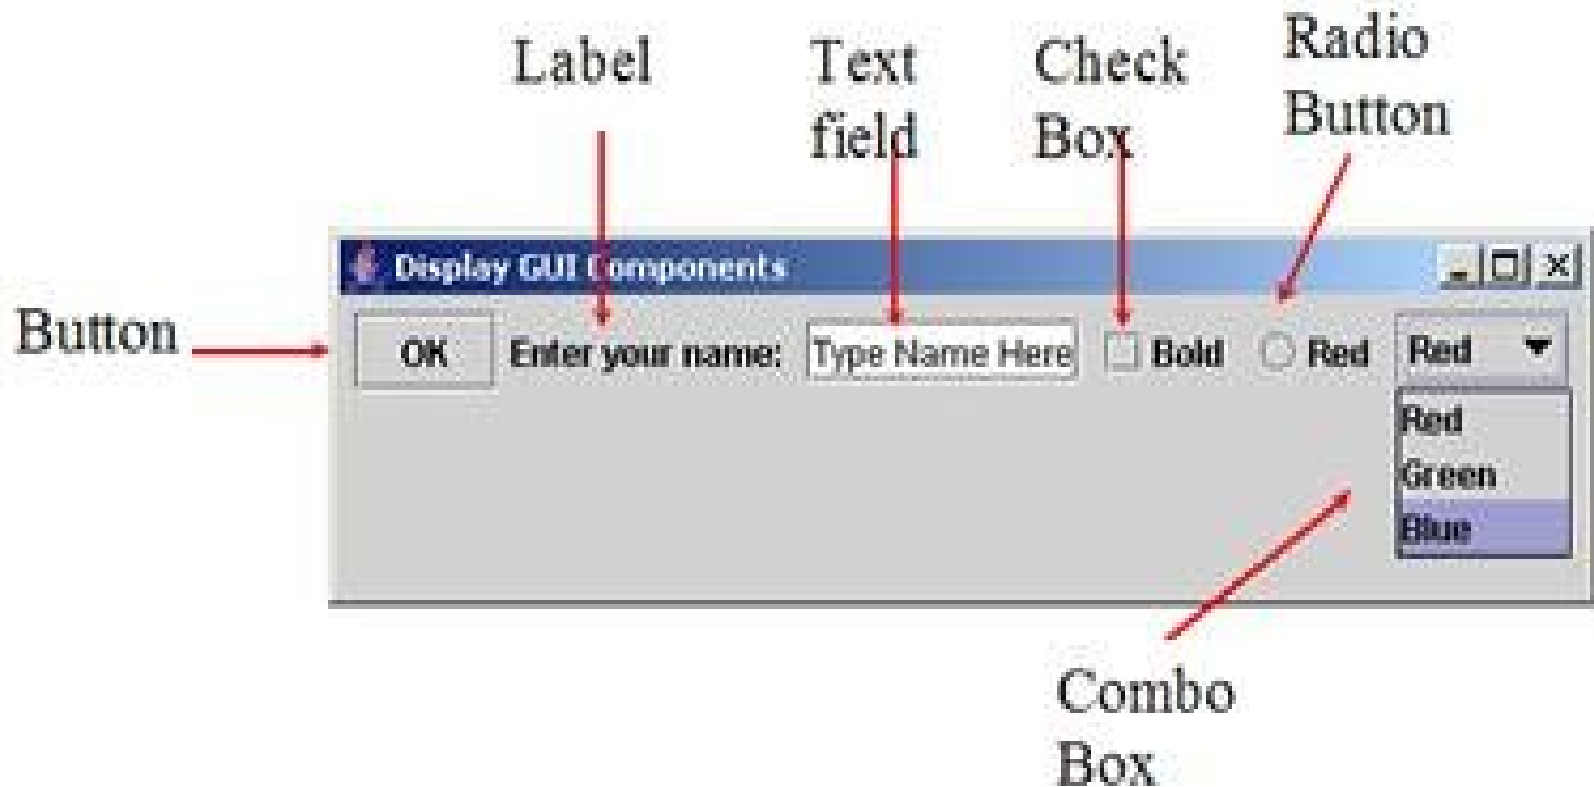 Label
Text
field
Check
Box
Radio
Button
Button
Display GUI Components
OK
Enter your name:
Type Name Here
Bold
Red
Red
Red
Green
Blue
Combo
Box